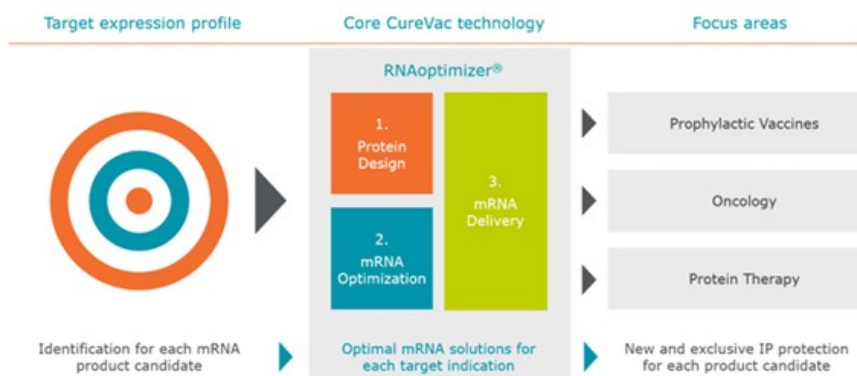 Target expression profile
Core CureVac technology
Focus areas
RNAoptimizer®
1.
Protein
Design
2.
mRNA
Optimization
3.
mRNA
Delivery
Prophylactic Vaccines
Oncology
Protein Therapy
Identification for each mRNA
product candidate
Optimal mRNA solutions for
each target indication
New and exclusive IP protection
for each product candidate